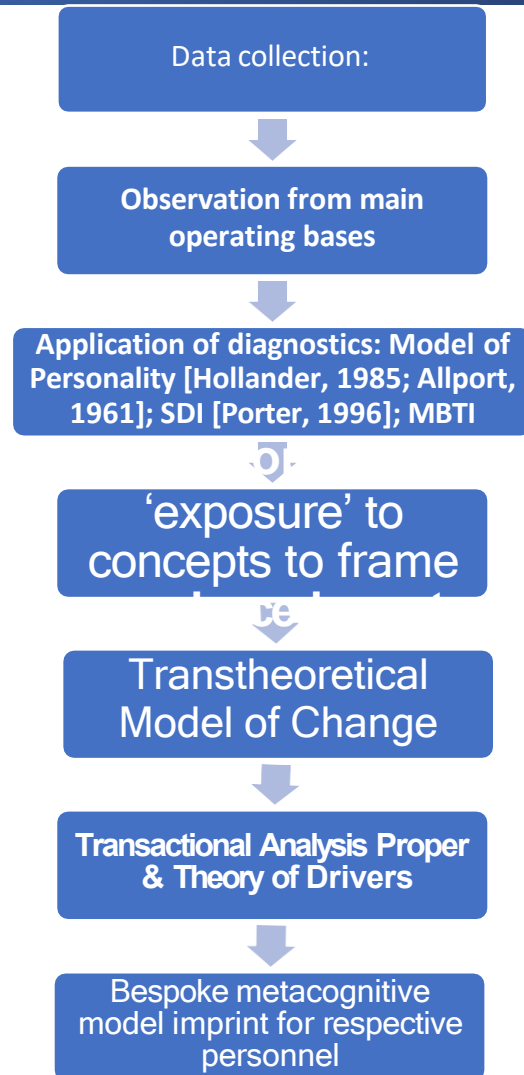 Data collection:
Observation from main
operating bases
Application of diagnostics: Model of
Personality [Hollander, 1985; Allport,
1961]; SDI [Porter, 1996]; MBTI
‘exposure’ to
concepts to frame
Transtheoretical
Model of Change
Transactional Analysis Proper
& Theory of Drivers
Bespoke metacognitive
model imprint for respective
personnel